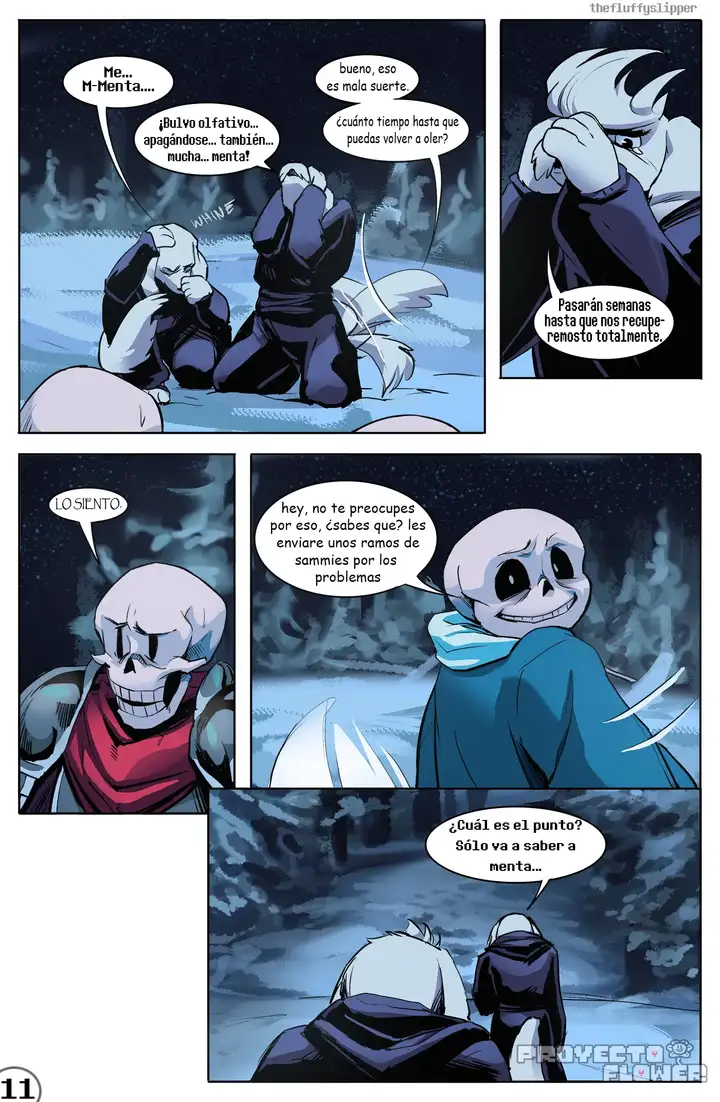 thefluffyslipper
Me...
M-Menta....
¡Bulvo olfativo...
apagándose... también...
mucha... menta!
bueno, eso
es mala suerte.
¿cuánto tiempo hasta que
puedas volver a oler?
WHINE
Pasarán semanas
hasta que nos recupe-
remosto totalmente.
LO SIENTO.
hey, no te preocupes
por eso, ¿sabes que? les
enviare unos ramos de
sammies por los
problemas
¿Cuál es el punto?
Sólo va a saber a
menta...
PROYECTO
FLOWER!
11